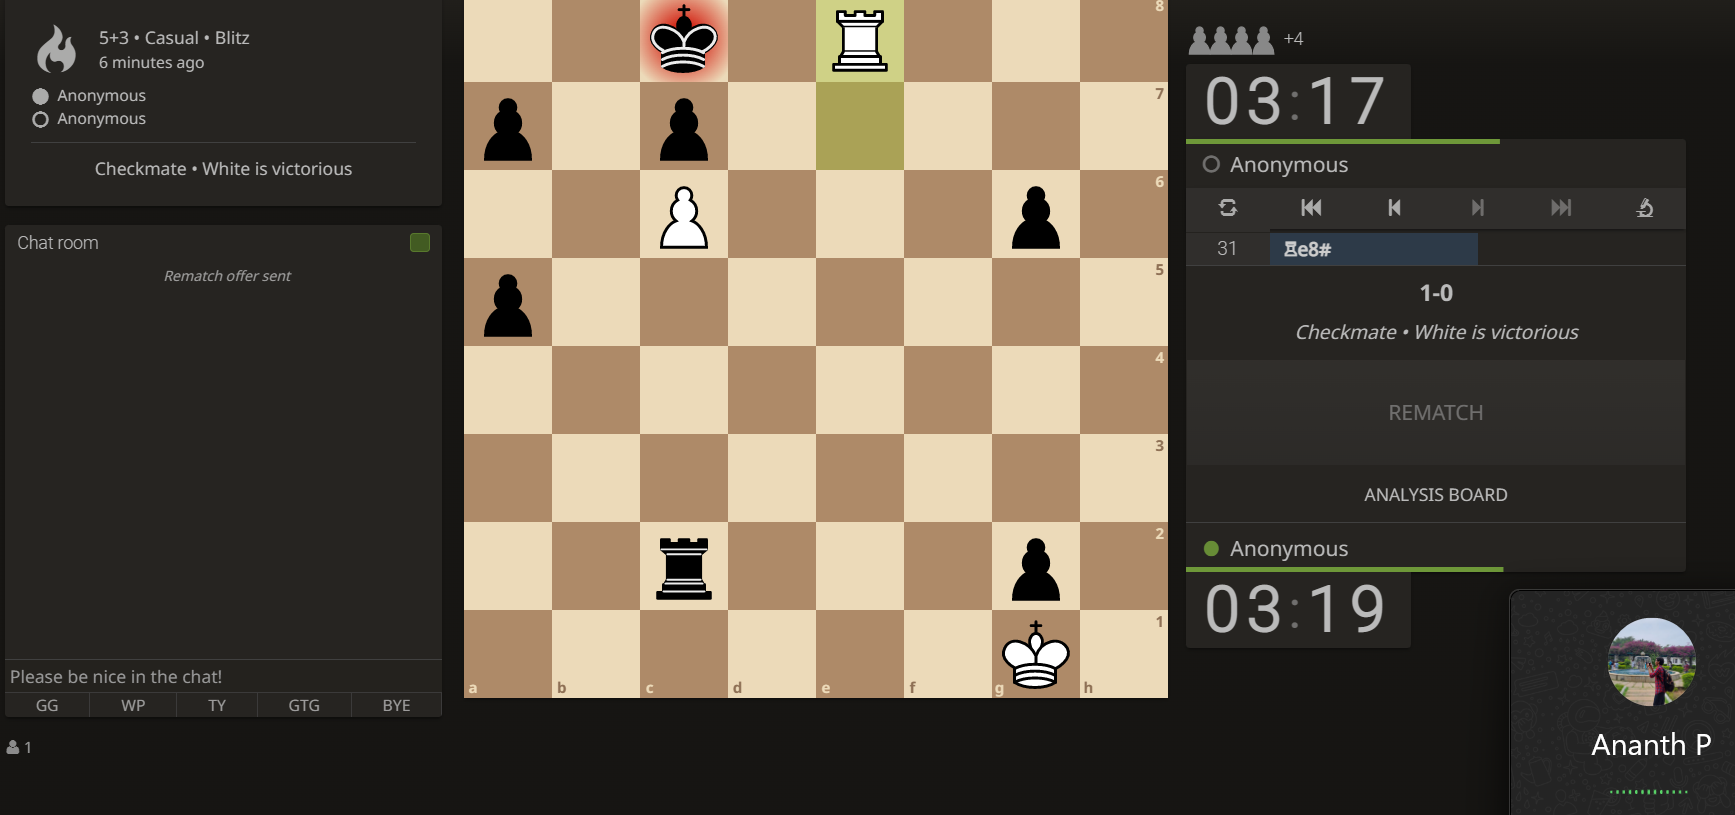 5+3 • Casual • Blitz
6 minutes ago
Anonymous
Anonymous
Checkmate • White is victorious
Chat room
Rematch offer sent
Please be nice in the chat!
GG WP TY GTG BYE
1
8
7
6
5
4
3
2
1
a b c d e f g h
+4
03:17
Anonymous
31 ♖e8#
1-0
Checkmate • White is victorious
REMATCH
ANALYSIS BOARD
Anonymous
03:19
Ananth P